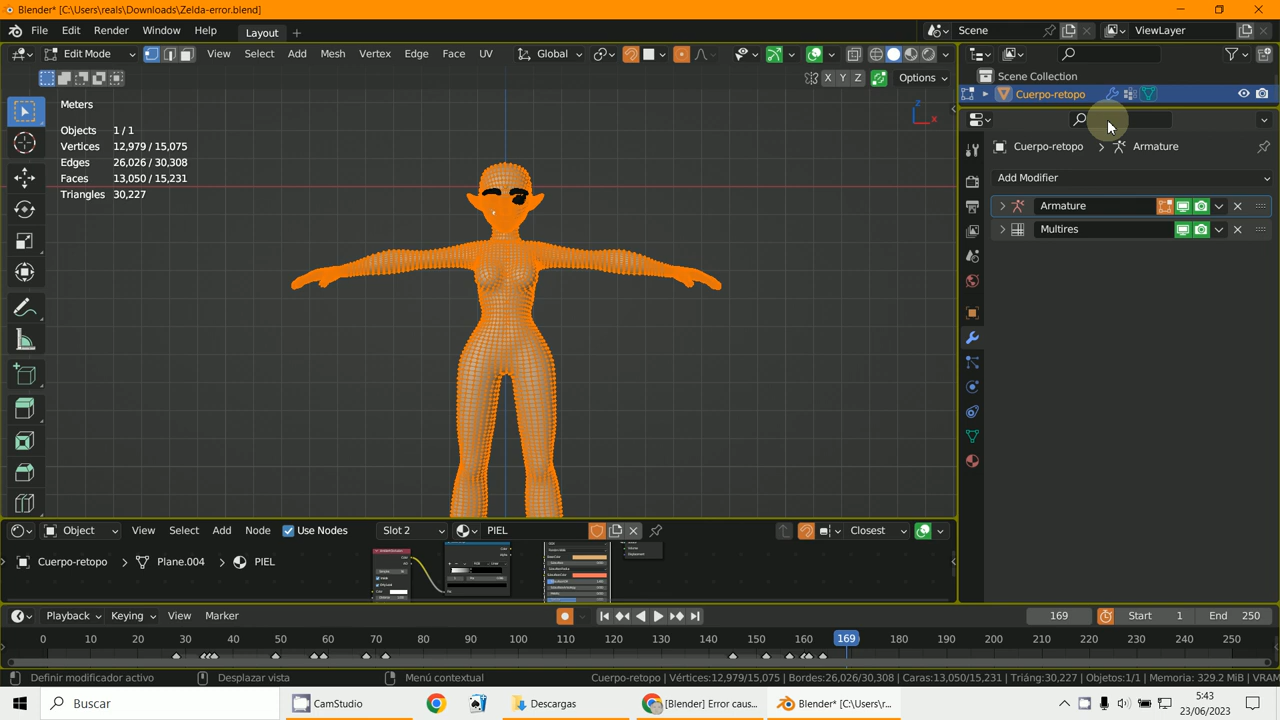 Blender* [C:\Users\reals\Downloads\Zelda-error.blend]
File Edit Render Window Help Layout + Scene ViewLayer
Edit Mode View Select Add Mesh Vertex Edge Face UV Global
X Y Z Options
Meters
Objects 1 / 1
Vertices 12,979 / 15,075
Edges 26,026 / 30,308
Faces 13,050 / 15,231
Triangles 30,227
Z
X
Scene Collection
Cuerpo-retopo
Cuerpo-retopo > Armature
Add Modifier
Armature
Multires
Object View Select Add Node Use Nodes Slot 2 PIEL Closest
Cuerpo-retopo > Plane.004 > PIEL
Playback Keying View Marker 169 Start 1 End 250
0 10 20 30 40 50 60 70 80 90 100 110 120 130 140 150 160 169 180 190 200 210 220 230 240 250
Definir modificador activo Desplazar vista Menú contextual Cuerpo-retopo | Vértices:12,979/15,075 | Bordes:26,026/30,308 | Caras:13,050/15,231 | Triáng:30,227 | Objetos:1/1 | Memoria: 329.2 MiB | VRAM
Buscar CamStudio Descargas [Blender] Error caus... Blender* [C:\Users\r...
5:43
23/06/2023